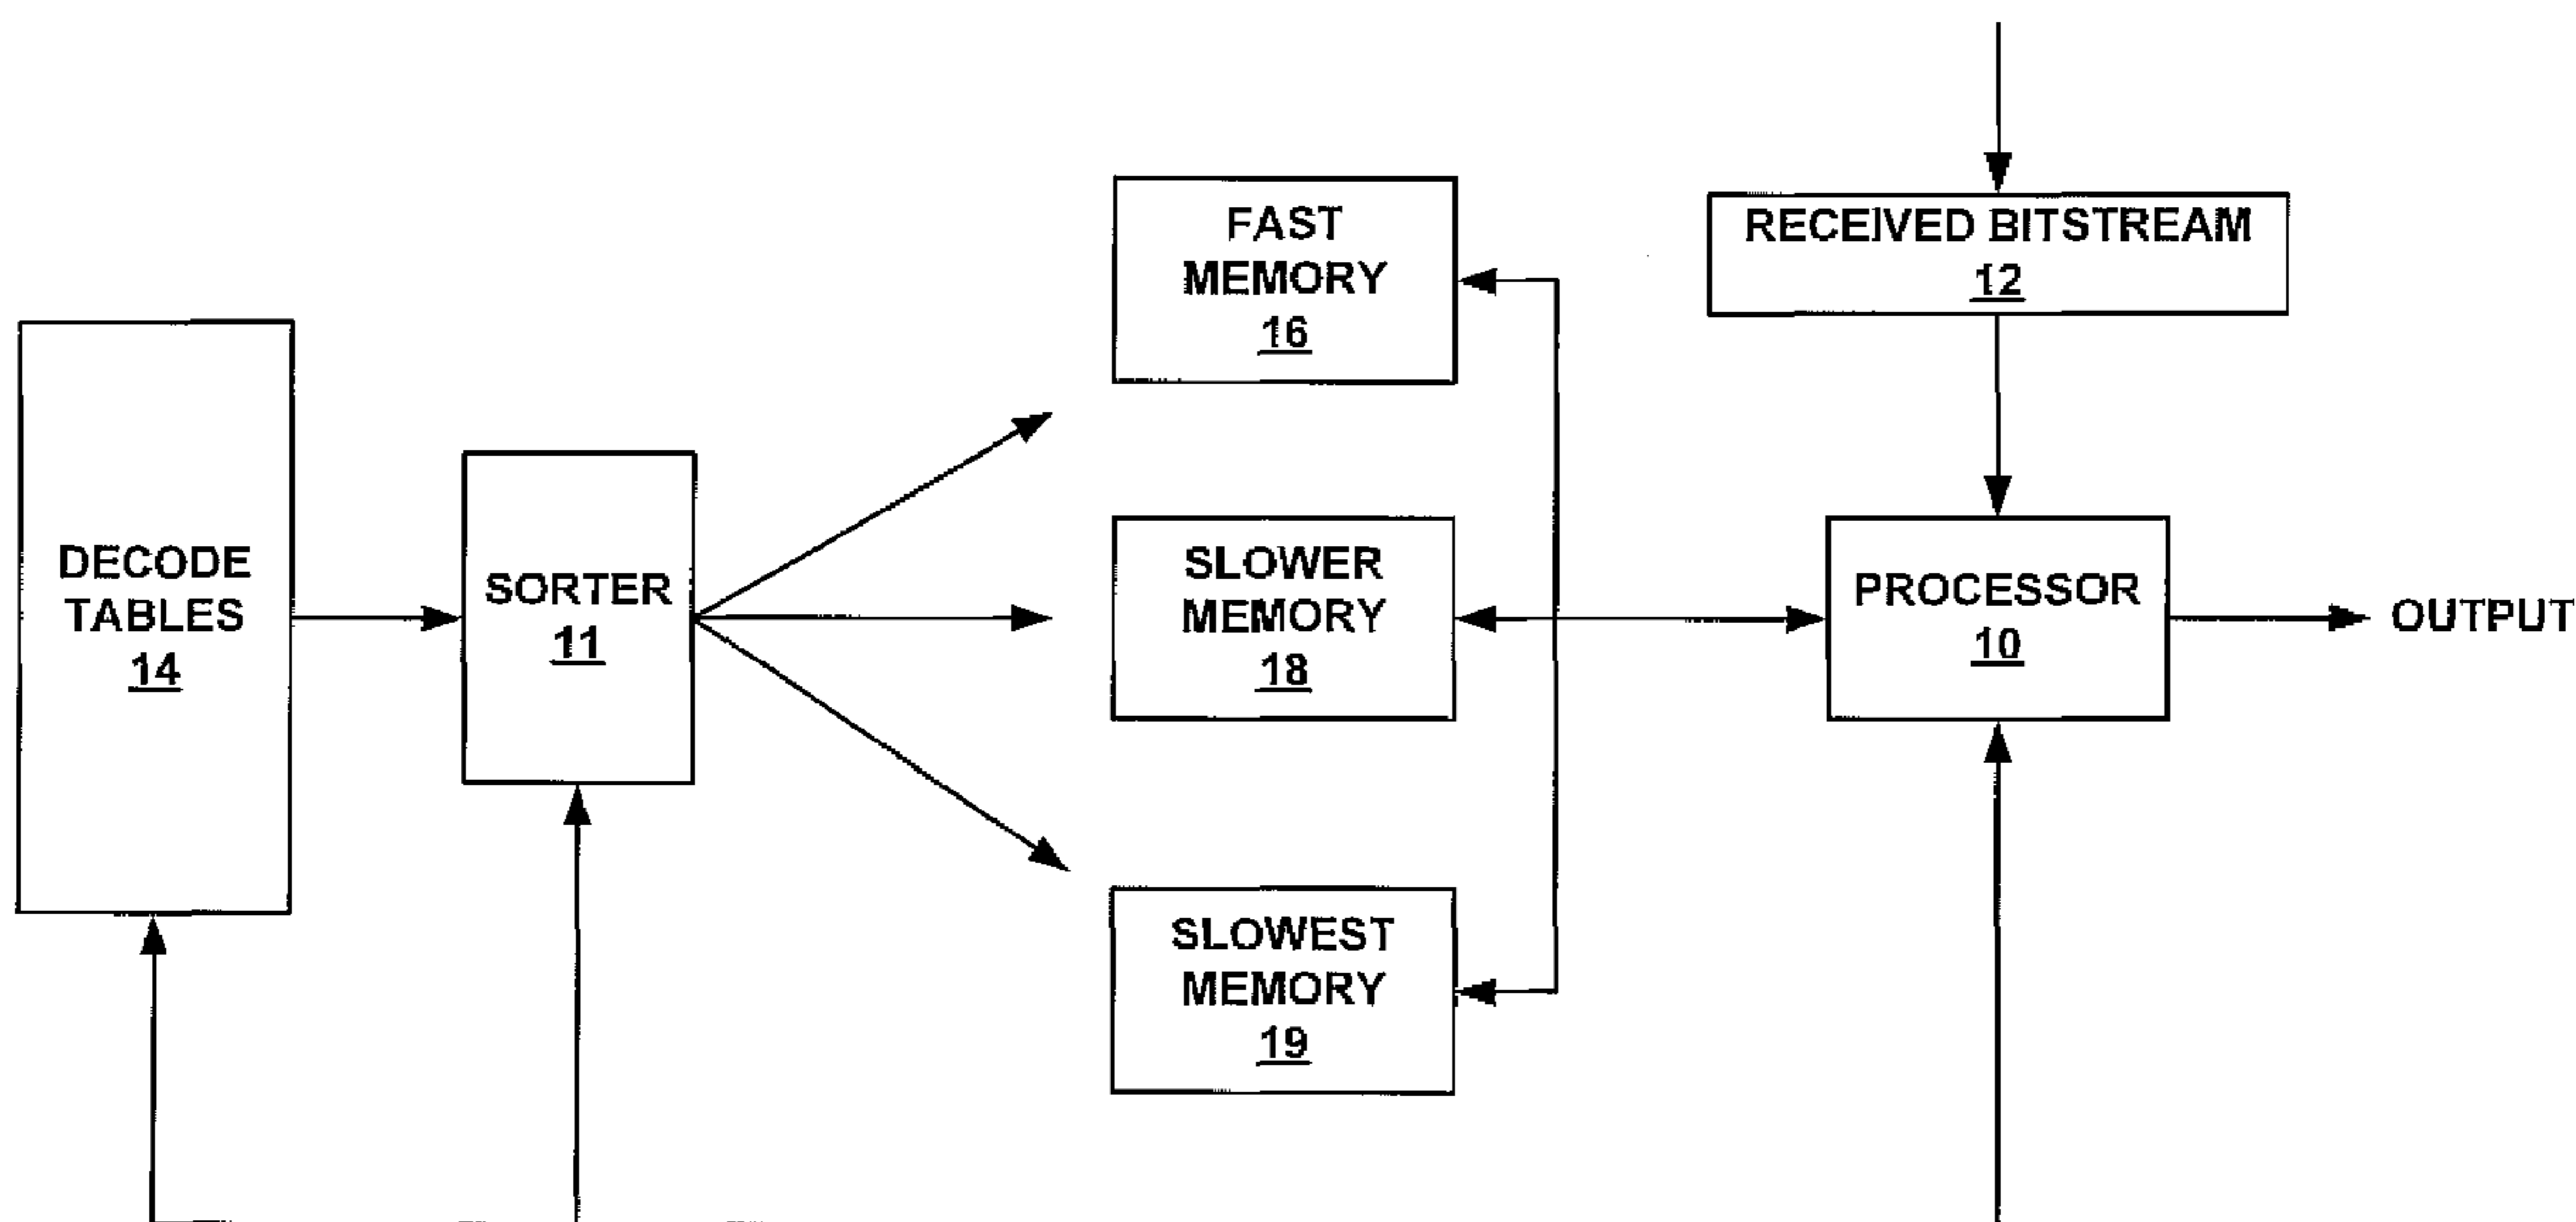 RECEIVED BITSTREAM
12
FAST
MEMORY
16
DECODE
TABLES
14
SORTER
11
SLOWER
MEMORY
18
PROCESSOR
10
OUTPUT
SLOWEST
MEMORY
19